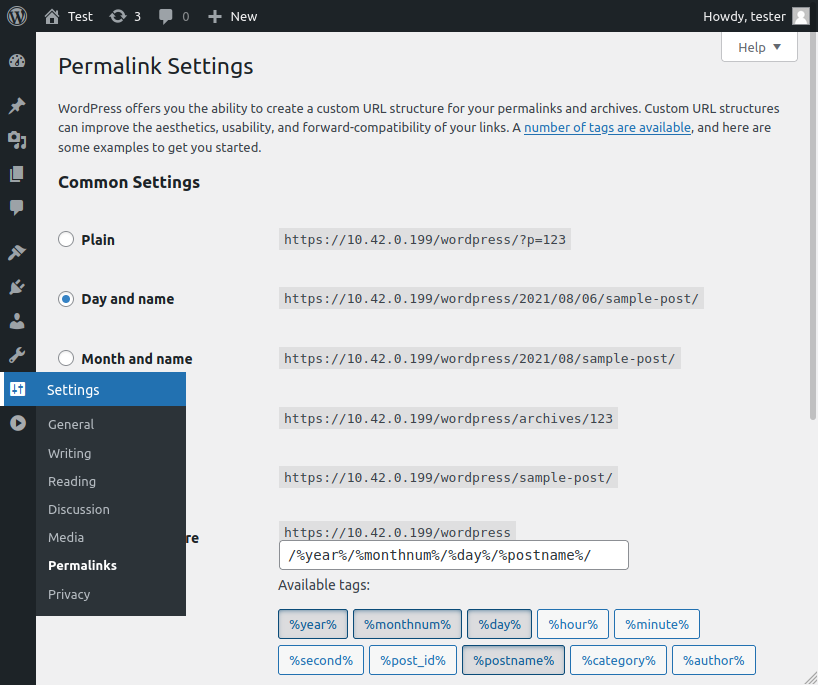 Test 3 0 New Howdy, tester
Help
Permalink Settings
WordPress offers you the ability to create a custom URL structure for your permalinks and archives. Custom URL structures
can improve the aesthetics, usability, and forward-compatibility of your links. A number of tags are available, and here are
some examples to get you started.
Common Settings
Plain https://10.42.0.199/wordpress/?p=123
Day and name https://10.42.0.199/wordpress/2021/08/06/sample-post/
Month and name https://10.42.0.199/wordpress/2021/08/sample-post/
Settings
General
Writing
Reading
Discussion
Media
Permalinks
Privacy
https://10.42.0.199/wordpress/archives/123
https://10.42.0.199/wordpress/sample-post/
re https://10.42.0.199/wordpress
/%year%/%monthnum%/%day%/%postname%/
Available tags:
%year% %monthnum% %day% %hour% %minute%
%second% %post_id% %postname% %category% %author%